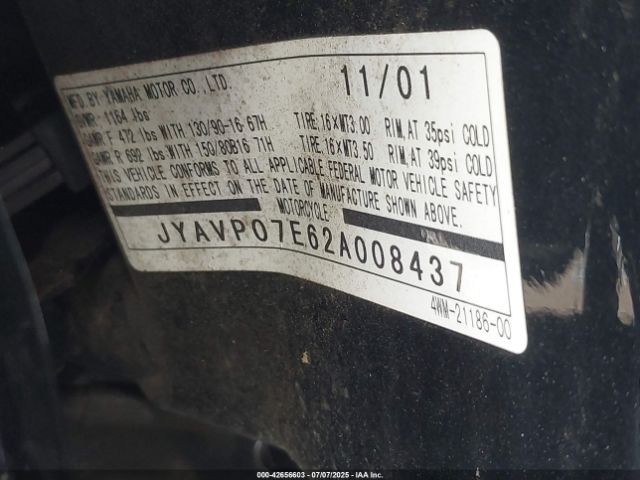 MFD BY YAMAHA MOTOR CO.,LTD. 11/01
GVWR: 1164 lbs
GAWR F 472 lbs WITH 130/90-16 67H TIRE,16×MT3.00 RIM,AT 35psi COLD
GAWR R 692 lbs WITH 150/80B16 71H TIRE,16×MT3.50 RIM,AT 39psi COLD
THIS VEHICLE CONFORMS TO ALL APPLICABLE FEDERAL MOTOR VEHICLE SAFETY
STANDARDS IN EFFECT ON THE DATE OF MANUFACTURE SHOWN ABOVE.
MOTORCYCLE
JYAVP07E62A008437
4WM-21186-00
000-42656603 - 07/07/2025 - IAA Inc.